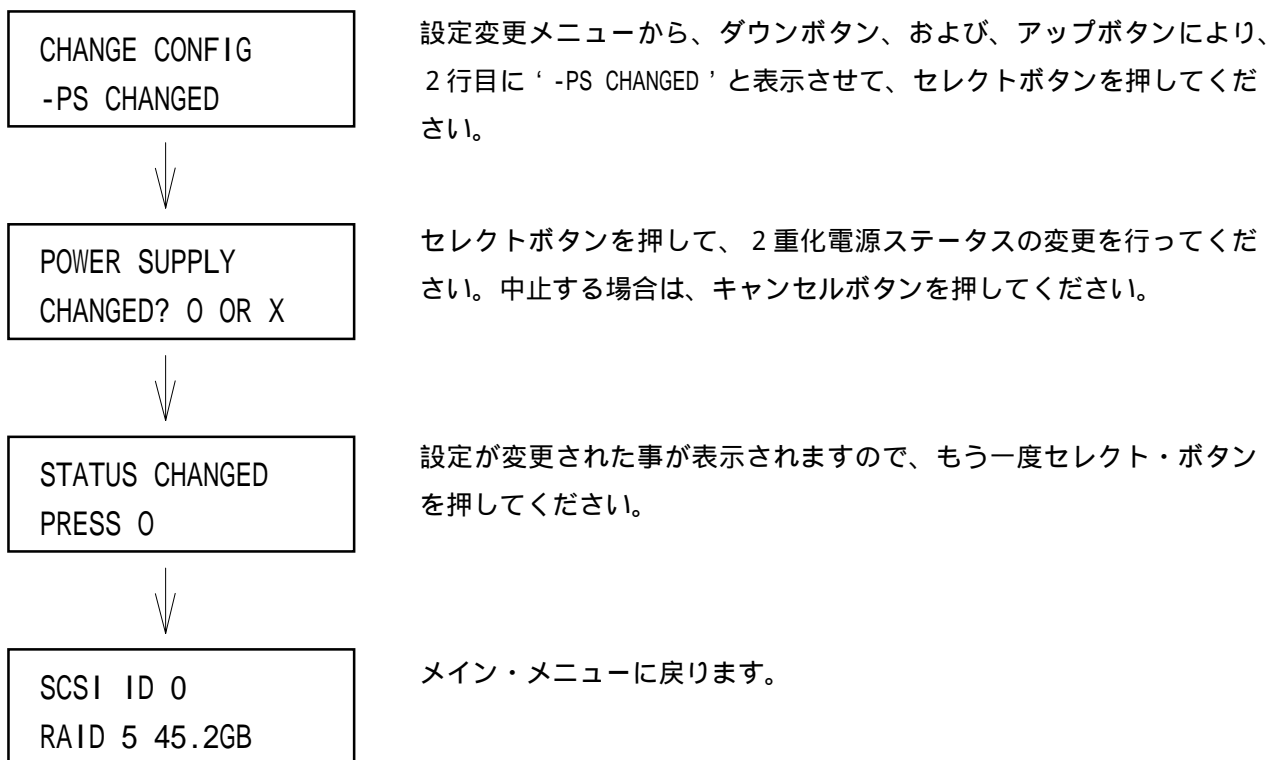 CHANGE CONFIG
-PS CHANGED
設定変更メニューから、ダウンボタン、および、アップボタンにより、
２行目に‘-PS CHANGED’と表示させて、セレクトボタンを押してくだ
さい。
POWER SUPPLY
CHANGED? O OR X
セレクトボタンを押して、２重化電源ステータスの変更を行ってくだ
さい。中止する場合は、キャンセルボタンを押してください。
STATUS CHANGED
PRESS O
設定が変更された事が表示されますので、もう一度セレクト・ボタン
を押してください。
SCSI ID 0
RAID 5 45.2GB
メイン・メニューに戻ります。